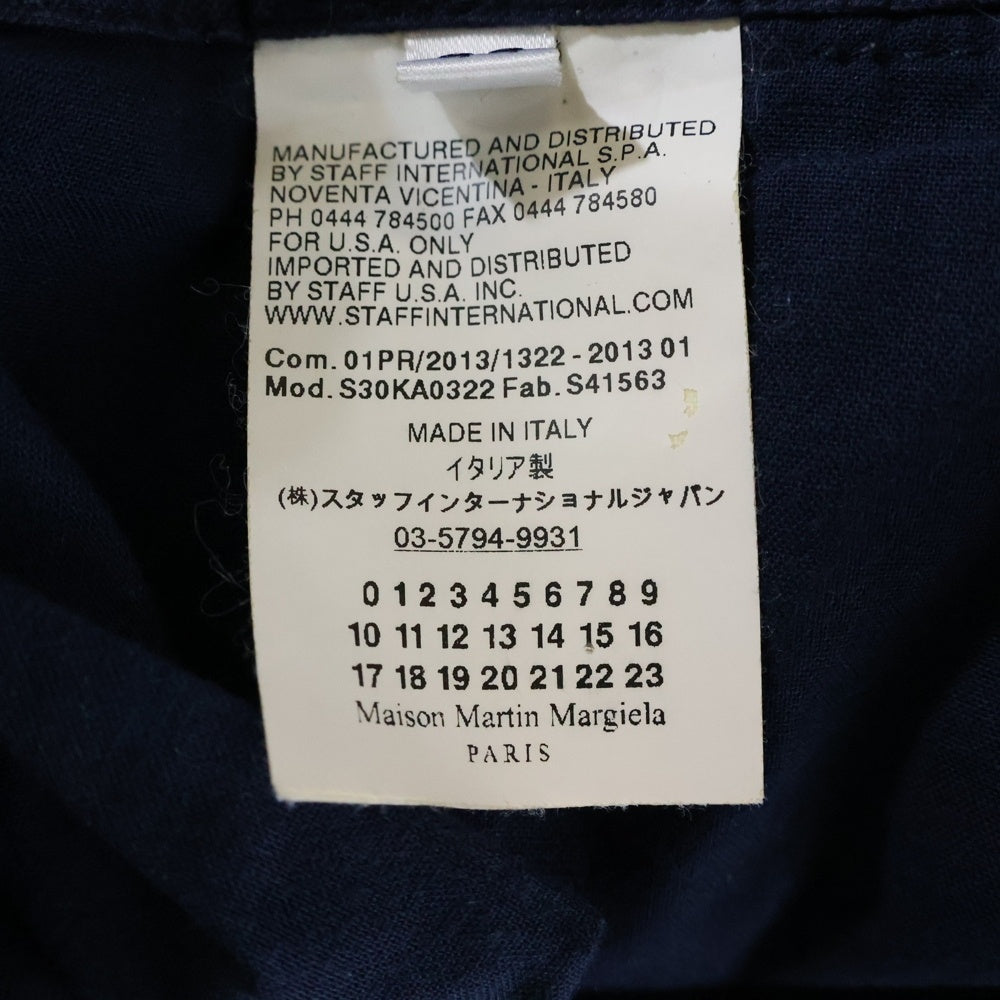 MANUFACTURED AND DISTRIBUTED
BY STAFF INTERNATIONAL S.P.A.
NOVENTA VICENTINA - ITALY
PH 0444 784500 FAX 0444 784580
FOR U.S.A. ONLY
IMPORTED AND DISTRIBUTED
BY STAFF U.S.A. INC.
WWW.STAFFINTERNATIONAL.COM
Com. 01PR/2013/1322 - 2013 01
Mod. S30KA0322 Fab. S41563
MADE IN ITALY
イタリア製
(株)スタッフインターナショナルジャパン
03-5794-9931
0 1 2 3 4 5 6 7 8 9
10 11 12 13 14 15 16
17 18 19 20 21 22 23
Maison Martin Margiela
PARIS